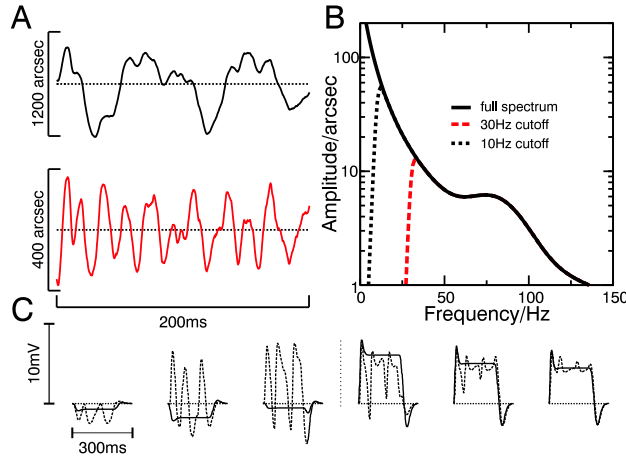 A
1200 arcsec
400 arcsec
200ms
B
Amplitude/arcsec
100
10
1
full spectrum
30Hz cutoff
10Hz cutoff
0 50 100 150
Frequency/Hz
C
10mV
300ms